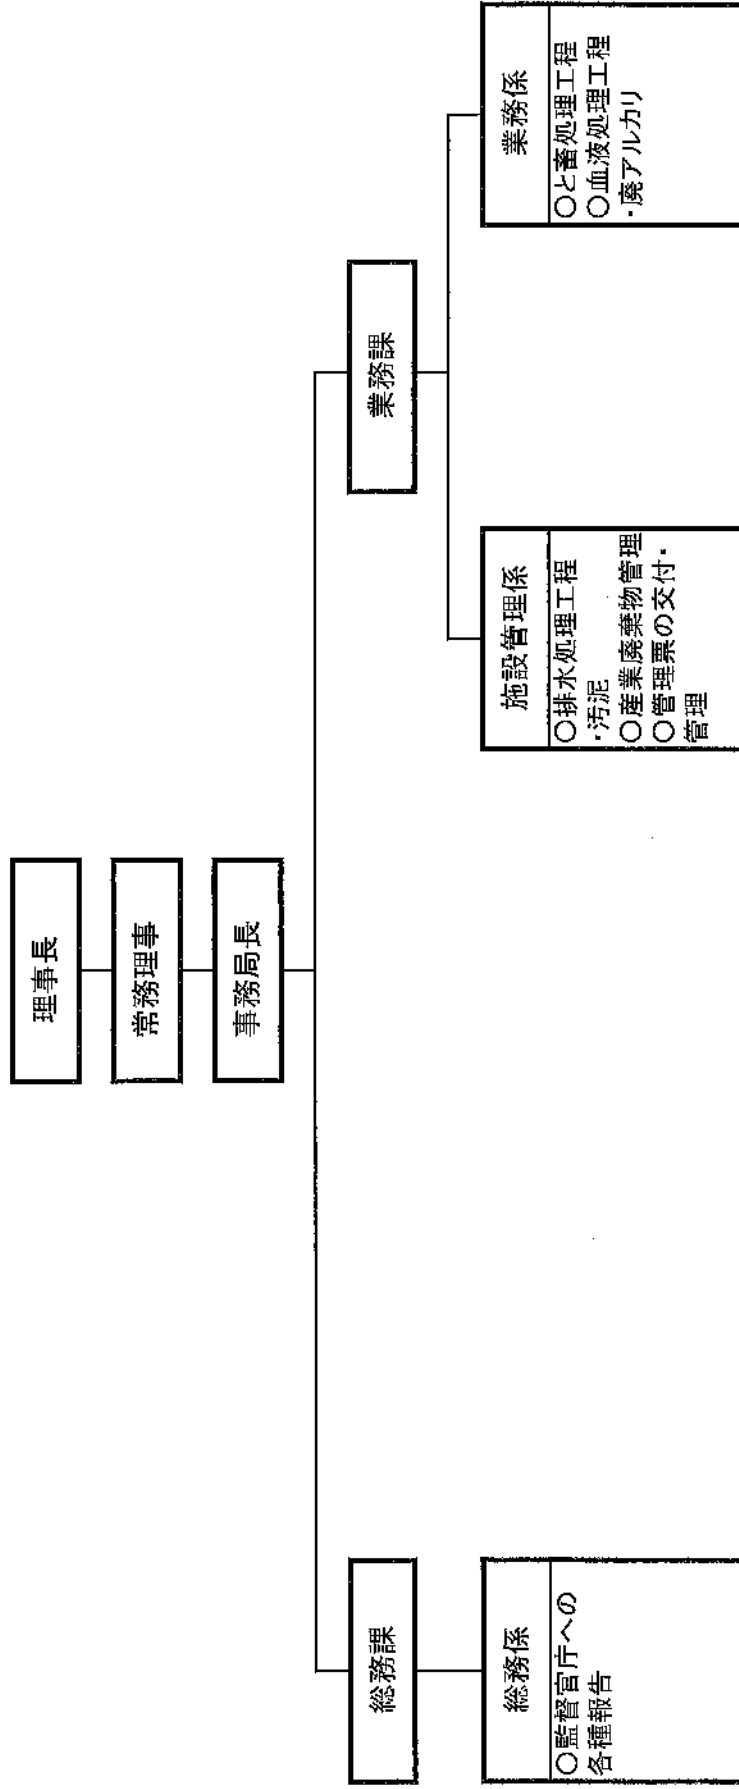 理事長
常務理事
事務局長
総務課
業務課
総務係
○監督官庁への
各種報告
施設管理係
○排水処理工程
・汚泥
○産業廃棄物管理
○管理票の交付・
管理
業務係
○と畜処理工程
○血液処理工程
・廃アルカリ